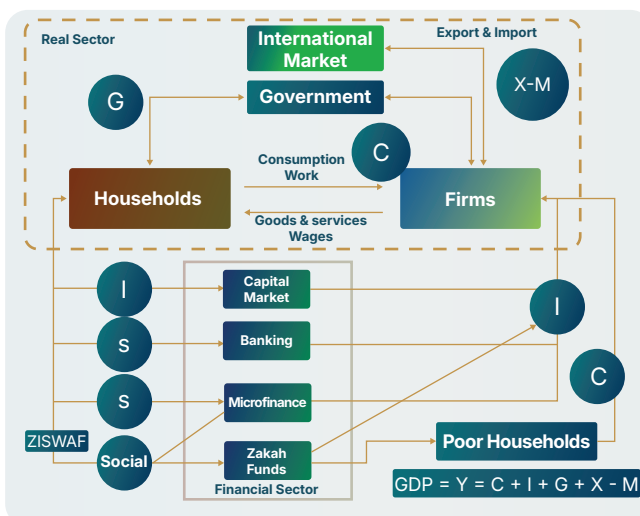 Real Sector
International
Market
Export & Import
G
Government
X-M
C
Consumption
Work
Households
Firms
Goods & services
Wages
I
Capital
Market
I
s
Banking
s
Microfinance
C
ZISWAF
Social
Zakah
Funds
Poor Households
Financial Sector
GDP = Y = C + I + G + X - M